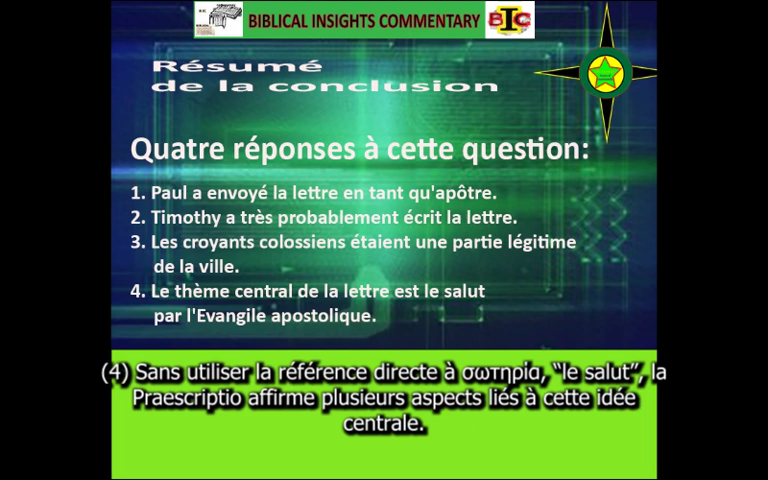 BIBLICAL INSIGHTS COMMENTARY
BIC
Résumé
de la conclusion
Quatre réponses à cette question:
1. Paul a envoyé la lettre en tant qu'apôtre.
2. Timothy a très probablement écrit la lettre.
3. Les croyants colossiens étaient une partie légitime
de la ville.
4. Le thème central de la lettre est le salut
par l'Evangile apostolique.
(4) Sans utiliser la référence directe à σωτηρία, “le salut”, la
Praescriptio affirme plusieurs aspects liés à cette idée
centrale.